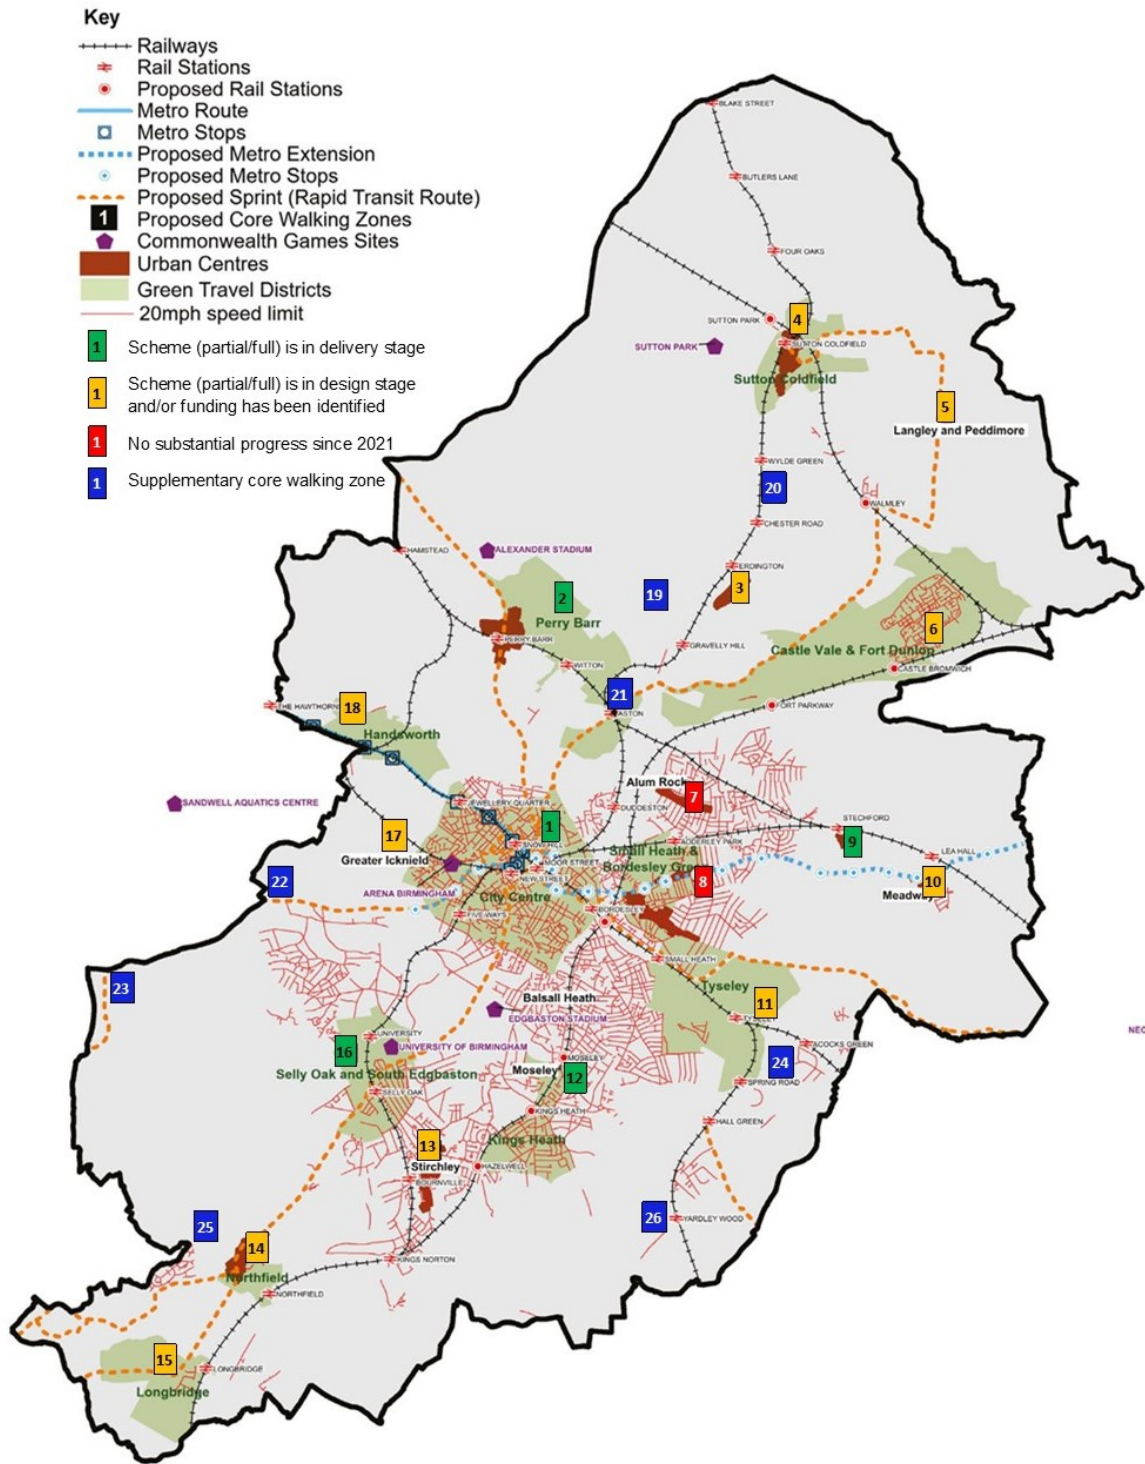 Key
Railways
Rail Stations
Proposed Rail Stations
Metro Route
Metro Stops
Proposed Metro Extension
Proposed Metro Stops
Proposed Sprint (Rapid Transit Route)
1 Proposed Core Walking Zones
Commonwealth Games Sites
Urban Centres
Green Travel Districts
20mph speed limit
1 Scheme (partial/full) is in delivery stage
1 Scheme (partial/full) is in design stage
and/or funding has been identified
1 No substantial progress since 2021
1 Supplementary core walking zone
BLAKE STREET
BUTLERS LANE
FOUR OAKS
SUTTON PARK
4
SUTTON PARK
SUTTON COLDFIELD
Sutton Coldfield
5
Langley and Peddimore
WYLDE GREEN
20
WALMLEY
CHESTER ROAD
HAMSTEAD
ALEXANDER STADIUM
ERDINGTON
3
2
19
Perry Barr
6
PERRY BARR
GRAVELLY HILL
Castle Vale & Fort Dunlop
WITTON
CASTLE BROMWICH
21
18
THE HAWTHORN
ASTON
FORT PARKWAY
Handsworth
Alum Rock
7
SANDWELL AQUATICS CENTRE
JEWELLERY QUARTER
DUDDESTON
STECHFORD
17
1
9
SNOW HILL
ADDERLEY PARK
LEA HALL
Greater Icknield
MOOR STREET
Small Heath &
Bordesley Gre
NEW STREET
8
10
22
ARENA BIRMINGHAM
City Centre
Meadway
FIVE WAYS
BORDESLEY
SMALL HEATH
23
Tyseley
Balsall Heath
11
EDGBASTON STADIUM
TYSELEY
NEC
UNIVERSITY
16
UNIVERSITY OF BIRMINGHAM
ACOCKS GREEN
24
MOSELEY
Selly Oak and South Edgbaston
Moseley
12
SPRING ROAD
SELLY OAK
KINGS HEATH
HALL GREEN
Kings Heath
13
Stirchley
HAZELWELL
BOURNVILLE
26
YARDLEY WOOD
25
14
KINGS NORTON
Northfield
NORTHFIELD
15
LONGBRIDGE
Longbridge